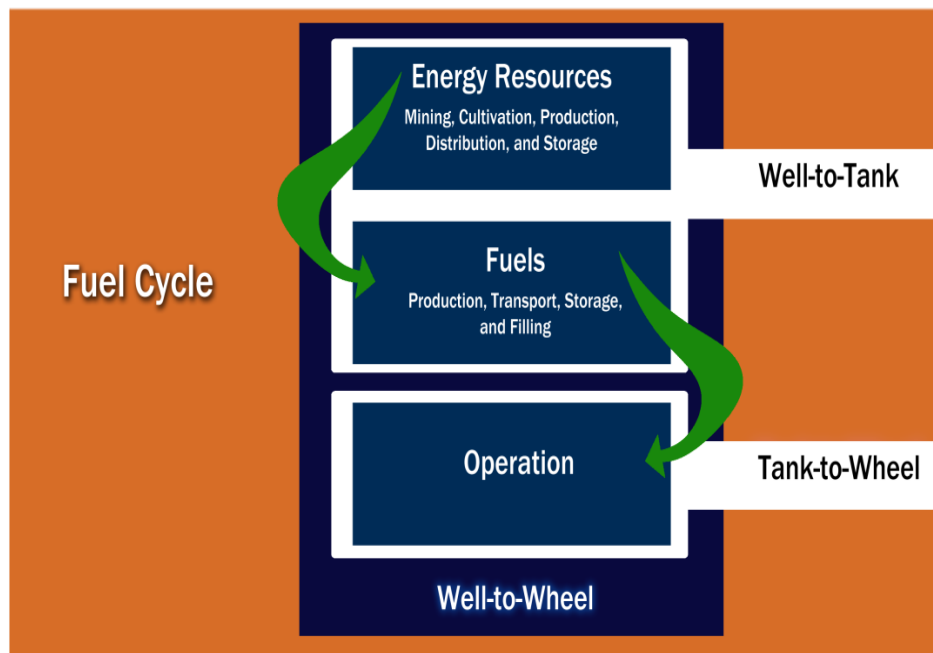 Energy Resources
Mining, Cultivation, Production,
Distribution, and Storage
Well-to-Tank
Fuel Cycle
Fuels
Production, Transport, Storage,
and Filling
Operation
Tank-to-Wheel
Well-to-Wheel